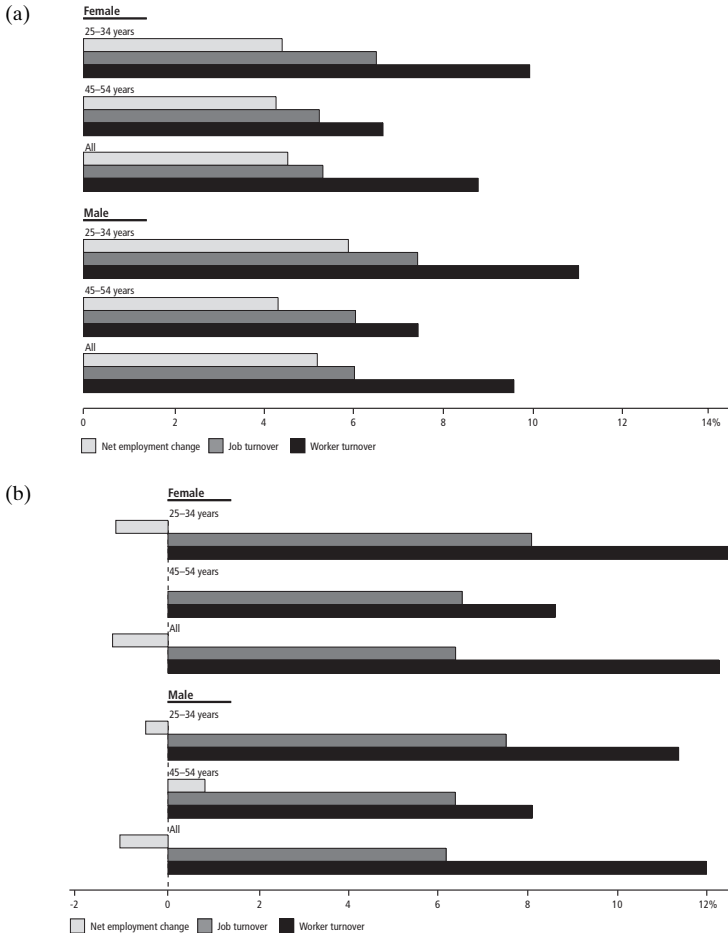 (a)
Female
25–34 years
45–54 years
All
Male
25–34 years
45–54 years
All
0 2 4 6 8 10 12 14%
Net employment change Job turnover Worker turnover
(b)
Female
25–34 years
45–54 years
All
Male
25–34 years
45–54 years
All
-2 0 2 4 6 8 10 12%
Net employment change Job turnover Worker turnover